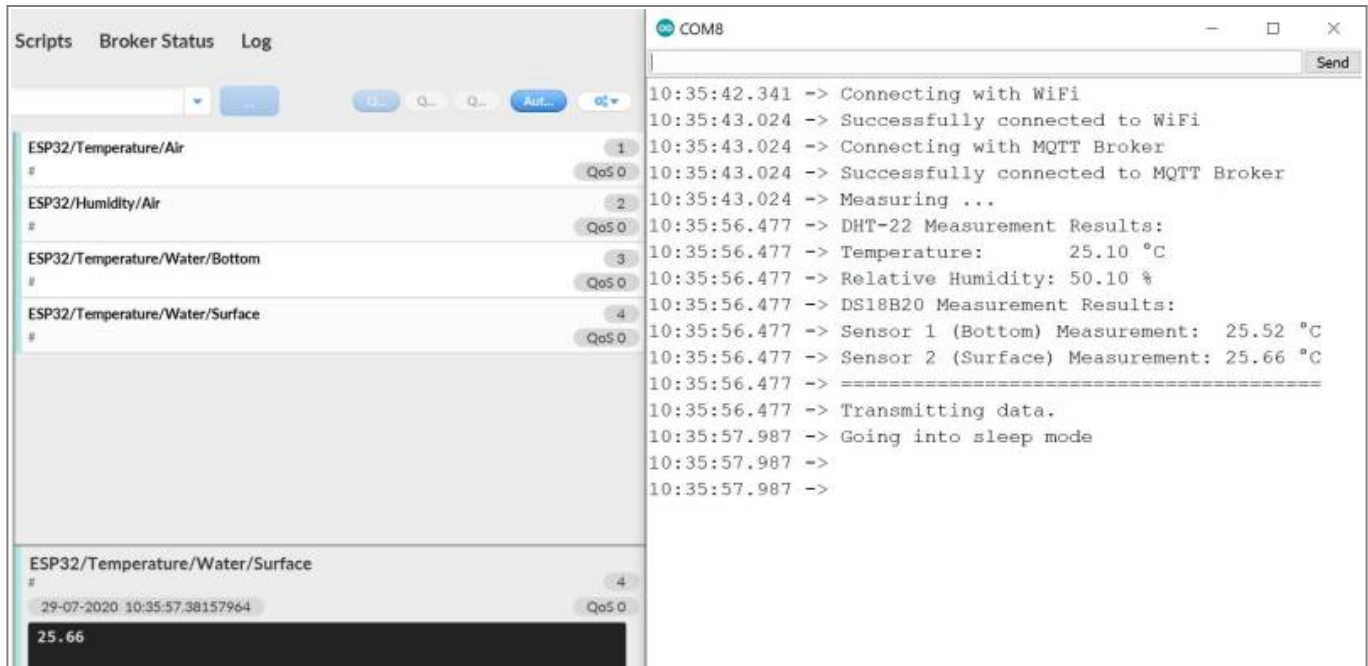 Scripts Broker Status Log
... Q... Q... Q... Aut...
ESP32/Temperature/Air 1
# QoS 0
ESP32/Humidity/Air 2
# QoS 0
ESP32/Temperature/Water/Bottom 3
# QoS 0
ESP32/Temperature/Water/Surface 4
# QoS 0
ESP32/Temperature/Water/Surface
# 4
29-07-2020 10:35:57.38157964 QoS 0
25.66
COM8
Send
10:35:42.341 -> Connecting with WiFi
10:35:43.024 -> Successfully connected to WiFi
10:35:43.024 -> Connecting with MQTT Broker
10:35:43.024 -> Successfully connected to MQTT Broker
10:35:43.024 -> Measuring ...
10:35:56.477 -> DHT-22 Measurement Results:
10:35:56.477 -> Temperature: 25.10 °C
10:35:56.477 -> Relative Humidity: 50.10 %
10:35:56.477 -> DS18B20 Measurement Results:
10:35:56.477 -> Sensor 1 (Bottom) Measurement: 25.52 °C
10:35:56.477 -> Sensor 2 (Surface) Measurement: 25.66 °C
10:35:56.477 -> ========================================
10:35:56.477 -> Transmitting data.
10:35:57.987 -> Going into sleep mode
10:35:57.987 ->
10:35:57.987 ->